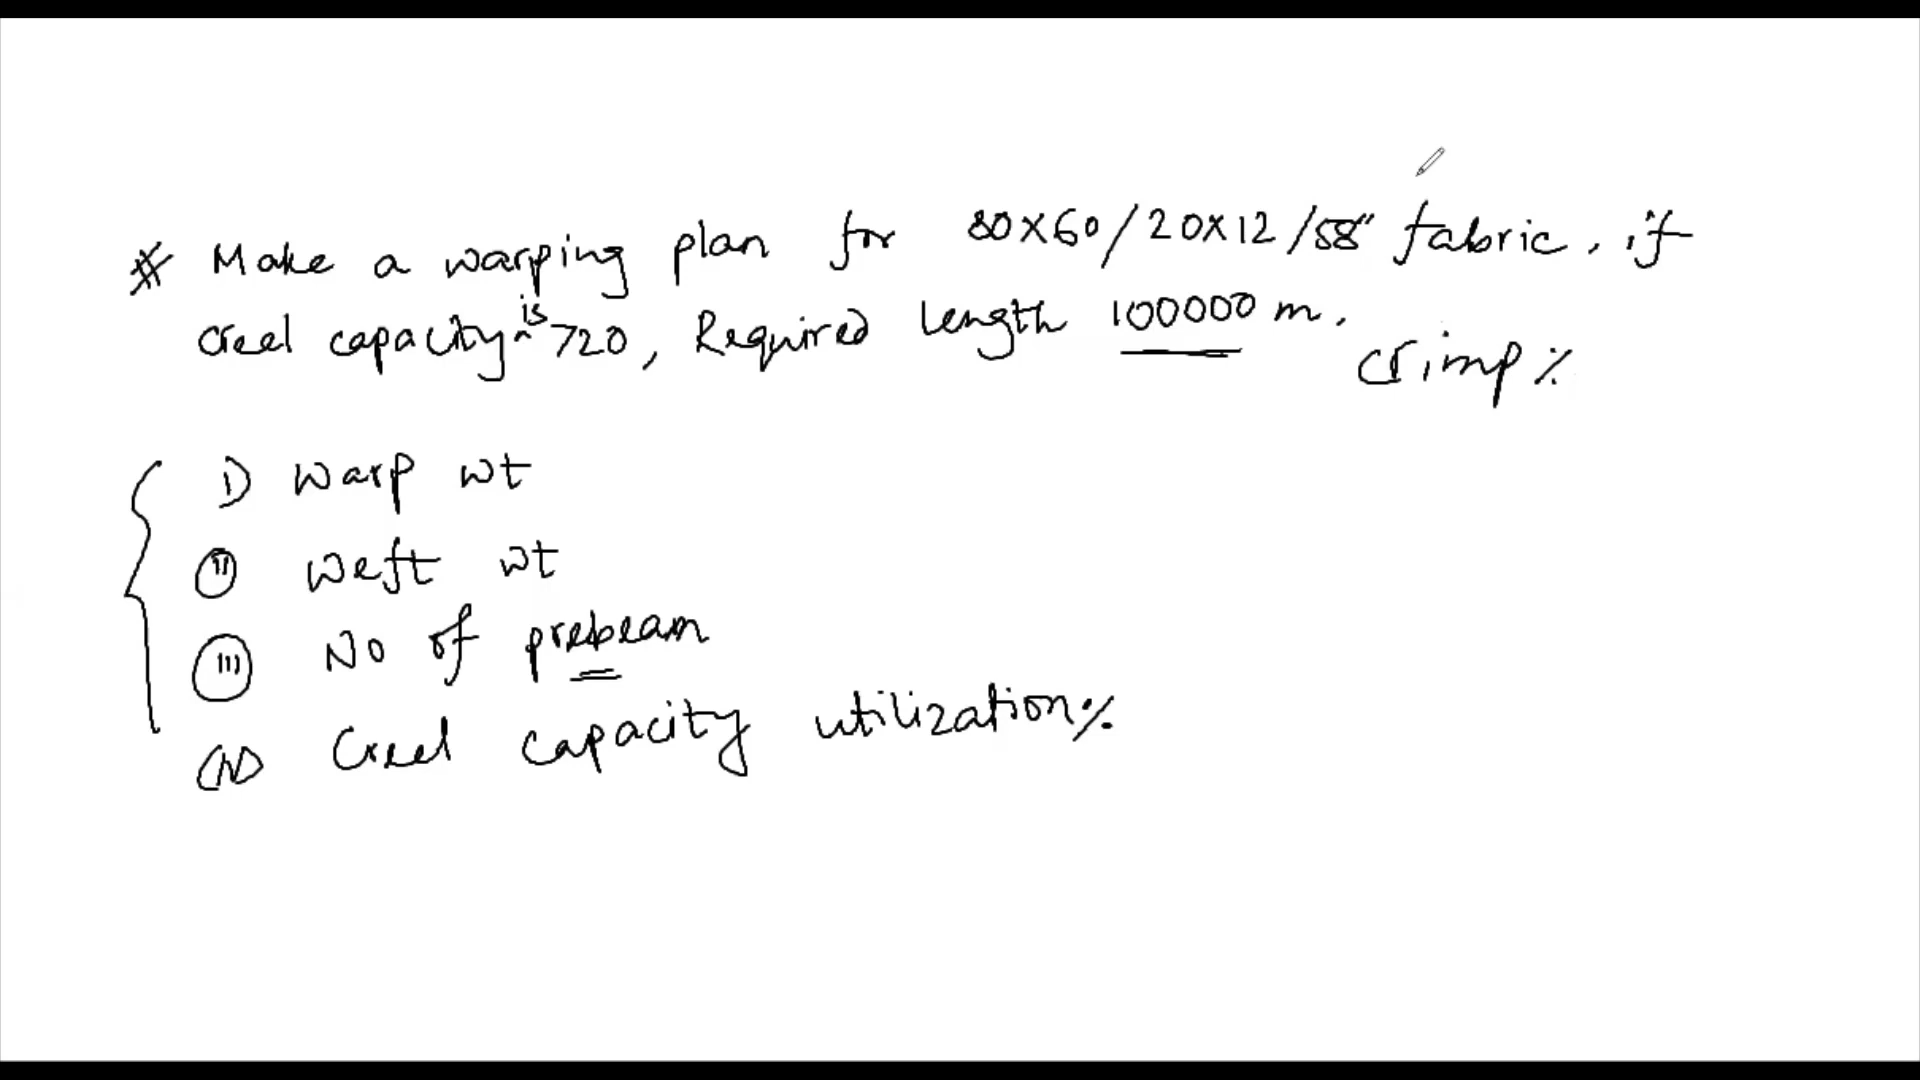 * Make a warping plan for 80x60/20x12/58" fabric, if
creel capacity is 720, Required length 100000 m.
crimp %
I) Warp wt
II Weft wt
III No of prebeam
IV Creel capacity utilization%